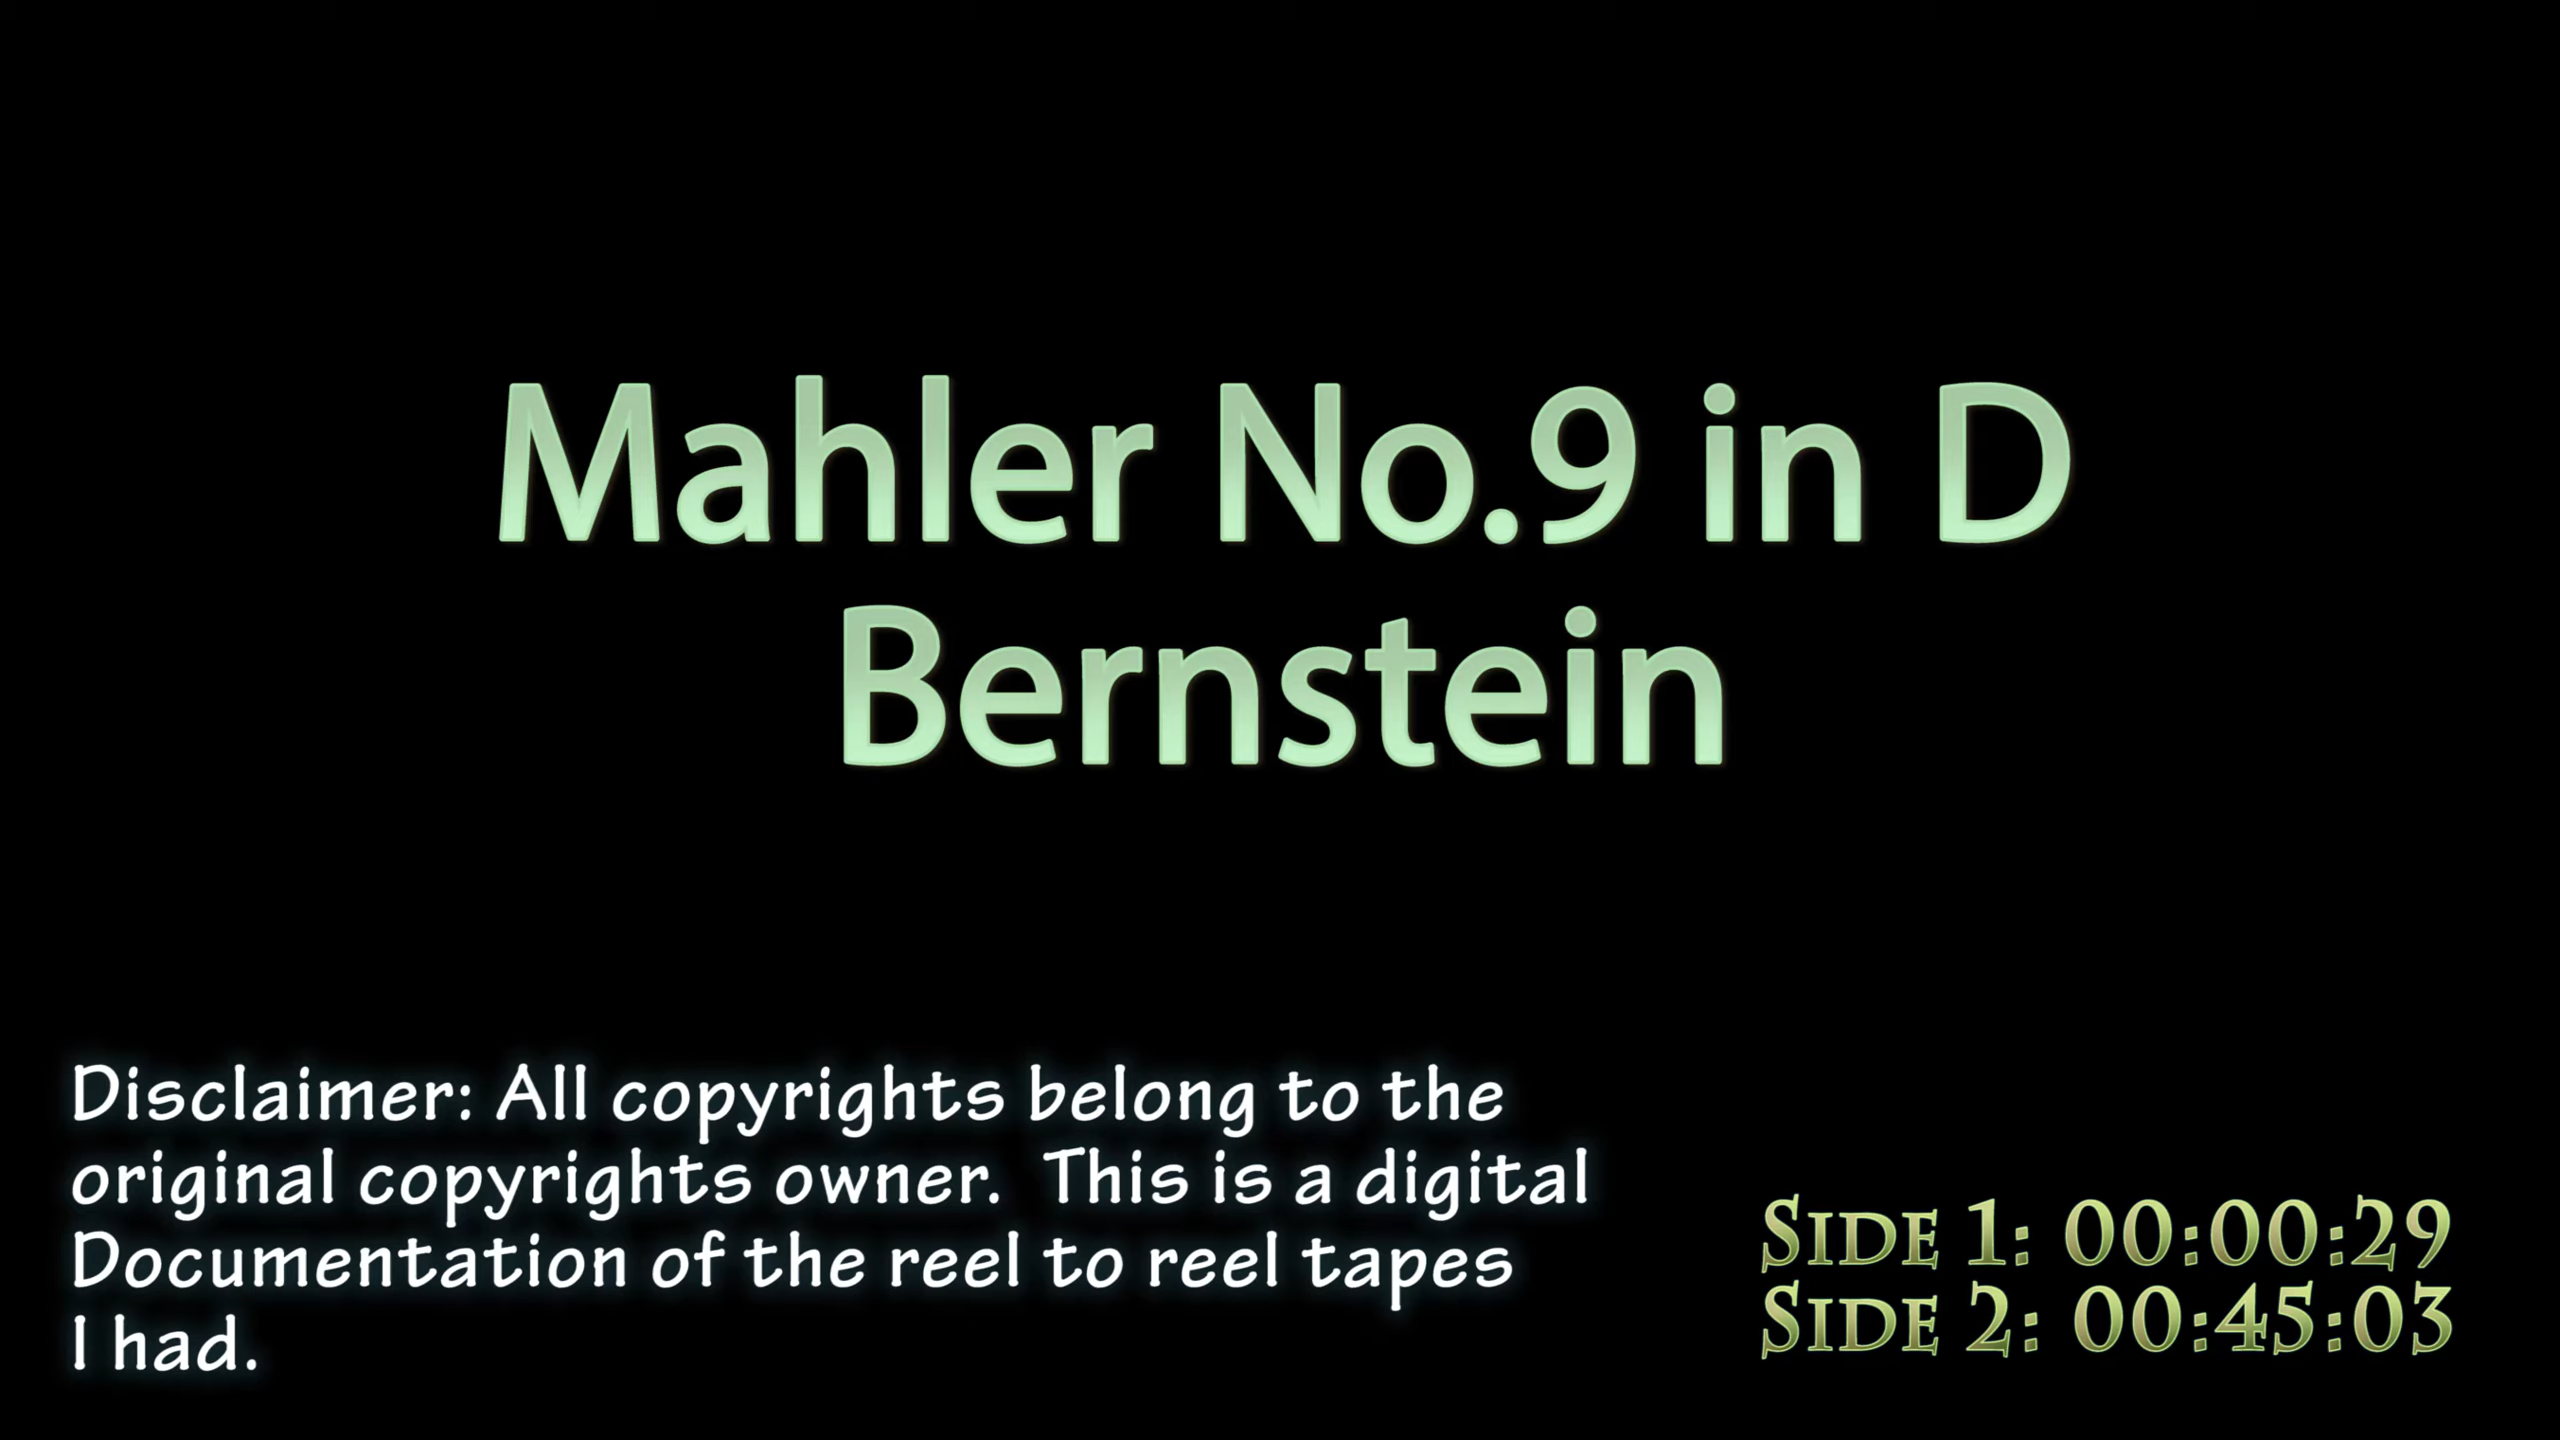 Mahler No.9 in D
Bernstein
Disclaimer: All copyrights belong to the
original copyrights owner.  This is a digital
Documentation of the reel to reel tapes
I had.
Side 1: 00:00:29
Side 2: 00:45:03